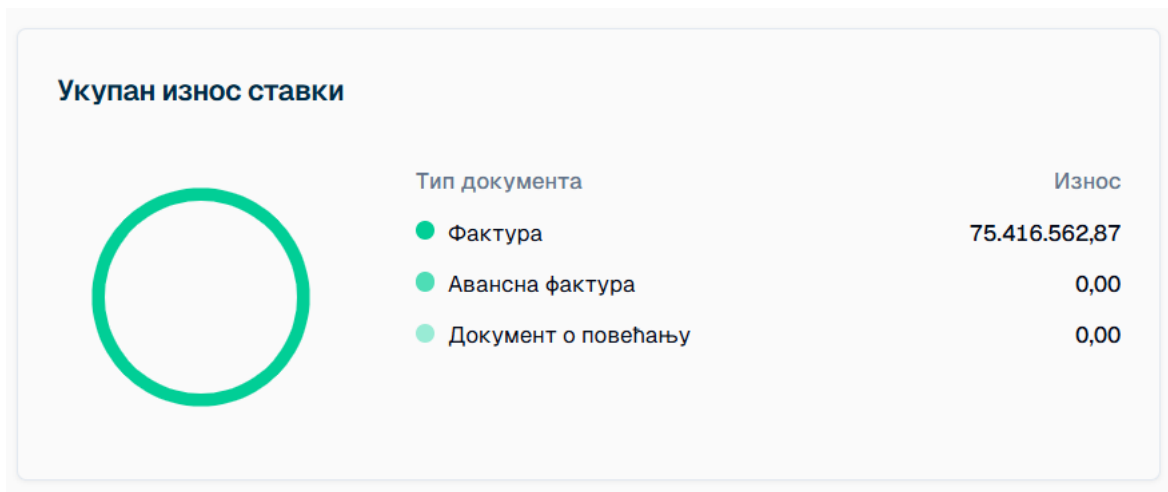 Укупан износ ставки
Тип документа Износ
Фактура 75.416.562,87
Авансна фактура 0,00
Документ о повећању 0,00